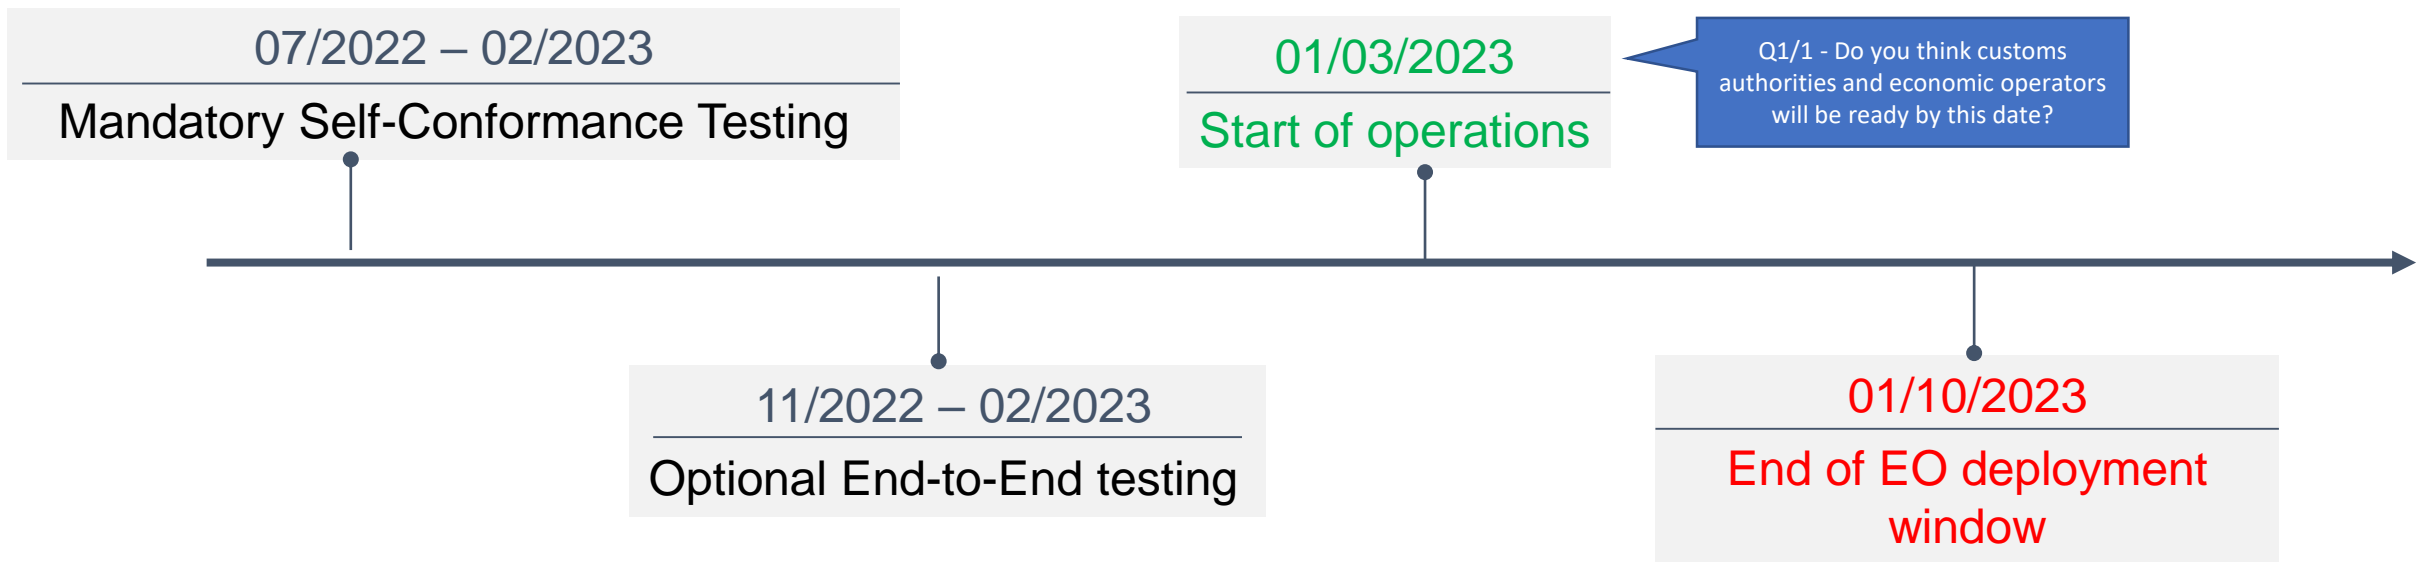 07/2022 – 02/2023
Mandatory Self-Conformance Testing
01/03/2023
Start of operations
Q1/1 - Do you think customs
authorities and economic operators
will be ready by this date?
11/2022 – 02/2023
Optional End-to-End testing
01/10/2023
End of EO deployment
window